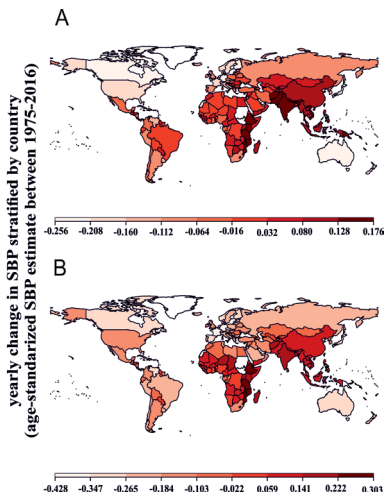 A
yearly change in SBP stratified by country
(age-standarized SBP estimate between 1975-2016)
-0.256 -0.208 -0.160 -0.112 -0.064 -0.016 0.032 0.080 0.128 0.176
B
-0.428 -0.347 -0.265 -0.184 -0.103 -0.022 0.059 0.141 0.222 0.303